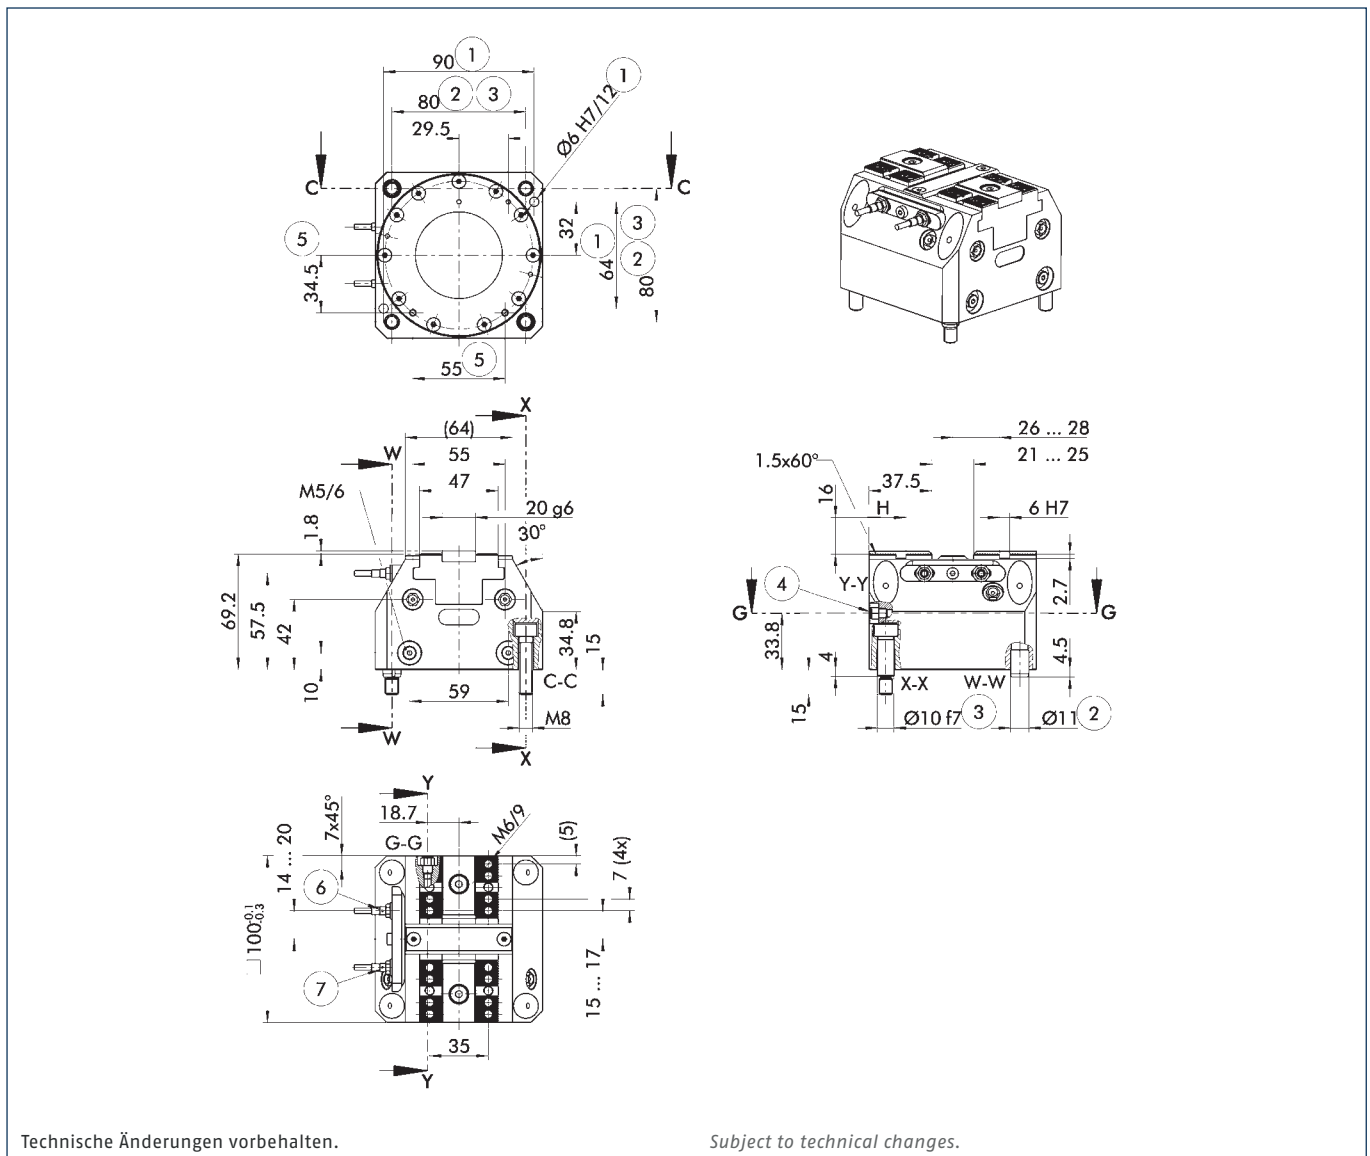 90 1
80 2 3
29.5
Ø6 H7/12 1
C C
5
34.5
32
1
64
3
2
80
55 5
X
(64)
W
55
47
M5/6
20 g6
30°
1.8
69.2
57.5
42
10
34.8
15
C-C
59
M8
W
X
26 ... 28
21 ... 25
1.5x60°
37.5
16
H
6 H7
4
Y-Y
G G
2.7
33.8
4
4.5
X-X W-W
15
Ø10 f7 3
Ø11 2
Y
18.7
7x45°
G-G
M6/9
(5)
14 ... 20
7 (4x)
6
□ 100 -0.1 -0.3
7
15 ... 17
35
Y
Technische Änderungen vorbehalten.
Subject to technical changes.